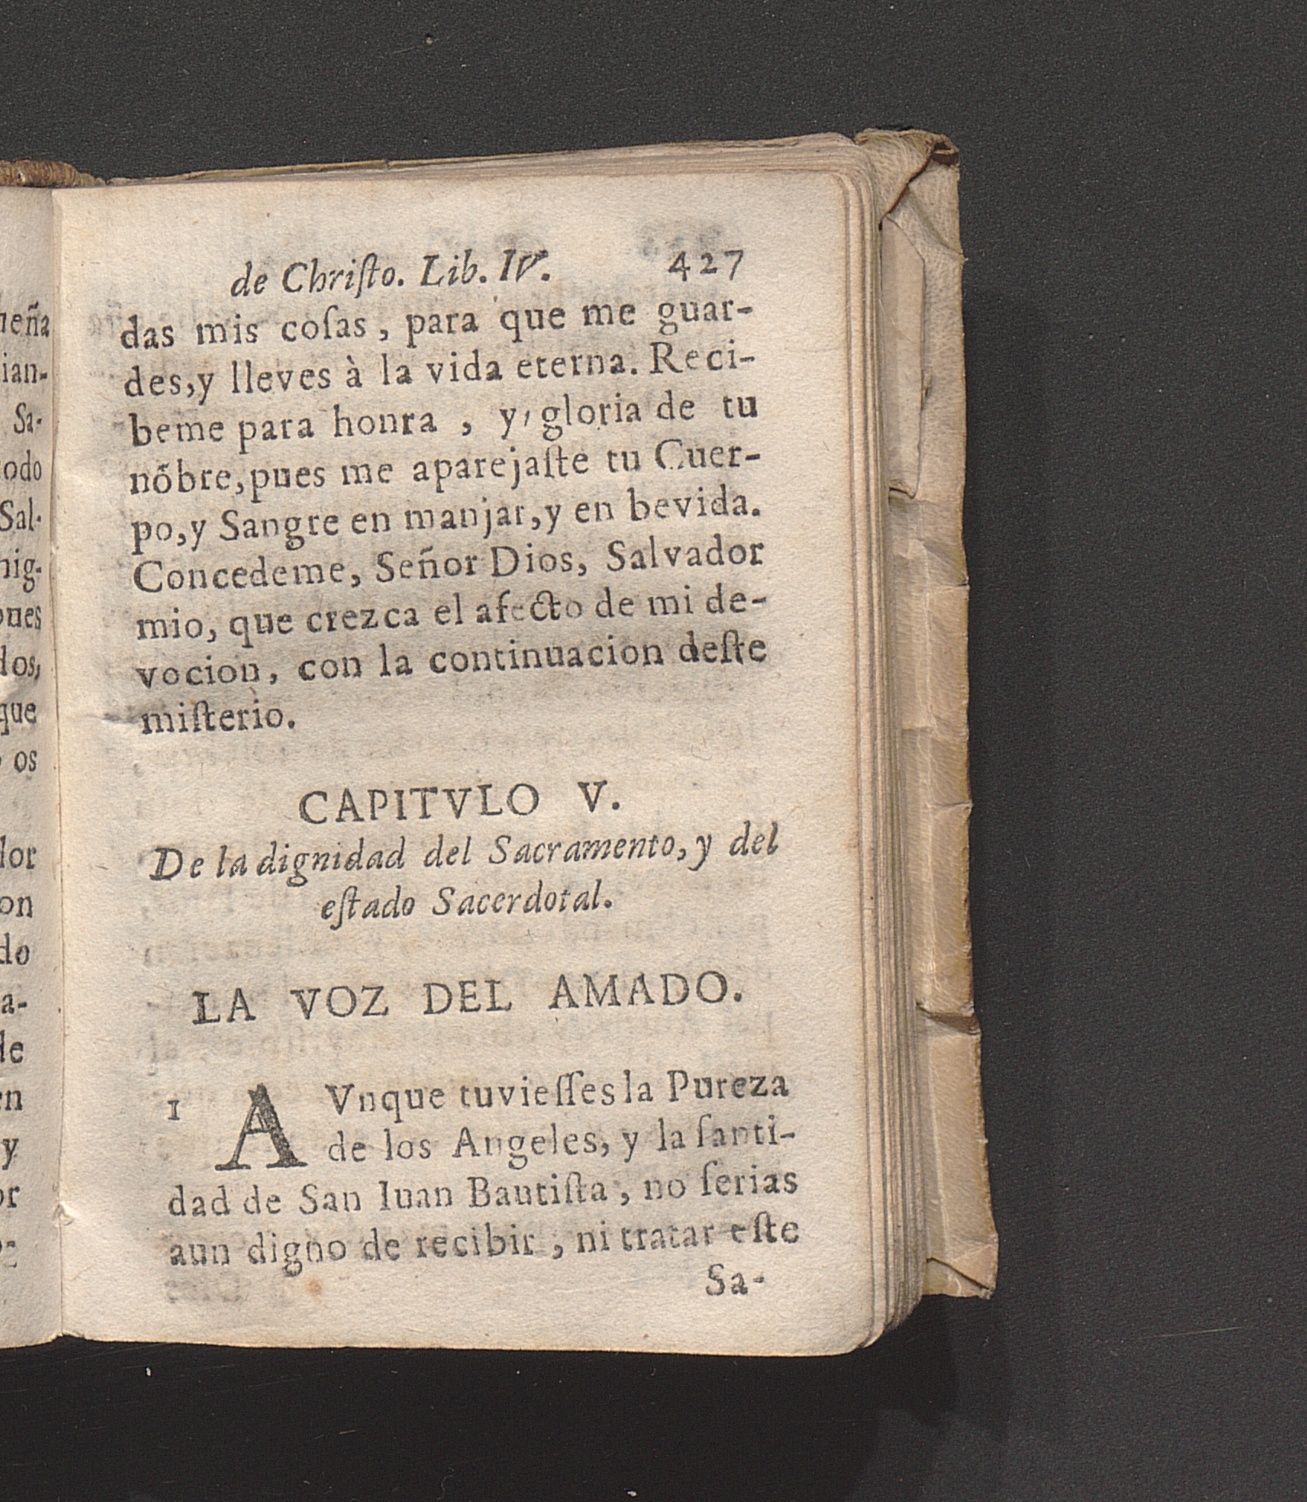 de Chriſto. Lib. IV. 427
das mis coſas, para que me guar-
des,y lleves à la vida eterna. Reci-
beme para honra , y, gloria de tu
nõbre,pues me aparejaſte tu Cuer-
po,y Sangre en manjar,y en bevida.
Concedeme, Señor Dios, Salvador
mio, que crezca el afecto de mi de-
vocion, con la continuacion deſte
miſterio.
CAPITVLO V.
De la dignidad del Sacramento,y del
eſtado Sacerdotal.
LA VOZ DEL AMADO.
1 AVnque tuvieſſes la Pureza
de los Angeles, y la ſanti-
dad de San Iuan Bautiſta, no ſerias
aun digno de recibir, ni tratar eſte
Sa-